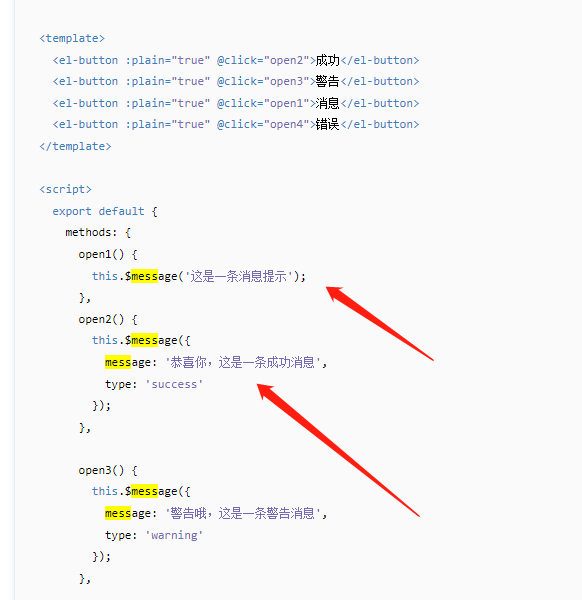 <template>
<el-button :plain="true" @click="open2">成功</el-button>
<el-button :plain="true" @click="open3">警告</el-button>
<el-button :plain="true" @click="open1">消息</el-button>
<el-button :plain="true" @click="open4">错误</el-button>
</template>
<script>
export default {
methods: {
open1() {
this.$message('这是一条消息提示');
},
open2() {
this.$message({
message: '恭喜你，这是一条成功消息',
type: 'success'
});
},
open3() {
this.$message({
message: '警告哦，这是一条警告消息',
type: 'warning'
});
},